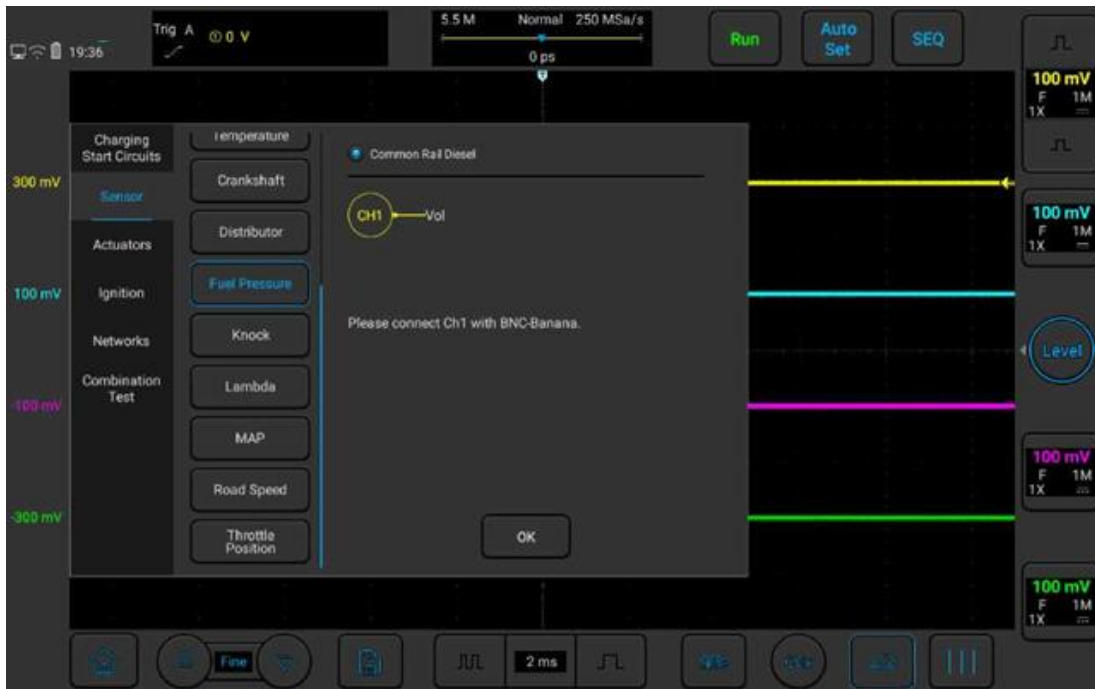 19:36
Trig A ① 0 V
5.5 M Normal 250 MSa/s
0 ps
T
Run
Auto
Set
SEQ
300 mV
100 mV
-100 mV
-300 mV
Charging
Start Circuits
Sensor
Actuators
Ignition
Networks
Combination
Test
Temperature
Crankshaft
Distributor
Fuel Pressure
Knock
Lambda
MAP
Road Speed
Throttle
Position
Common Rail Diesel
CH1 Vol
Please connect Ch1 with BNC-Banana.
OK
100 mV
F 1M
1X
100 mV
F 1M
1X
Level
100 mV
F 1M
1X
100 mV
F 1M
1X
Fine
2 ms